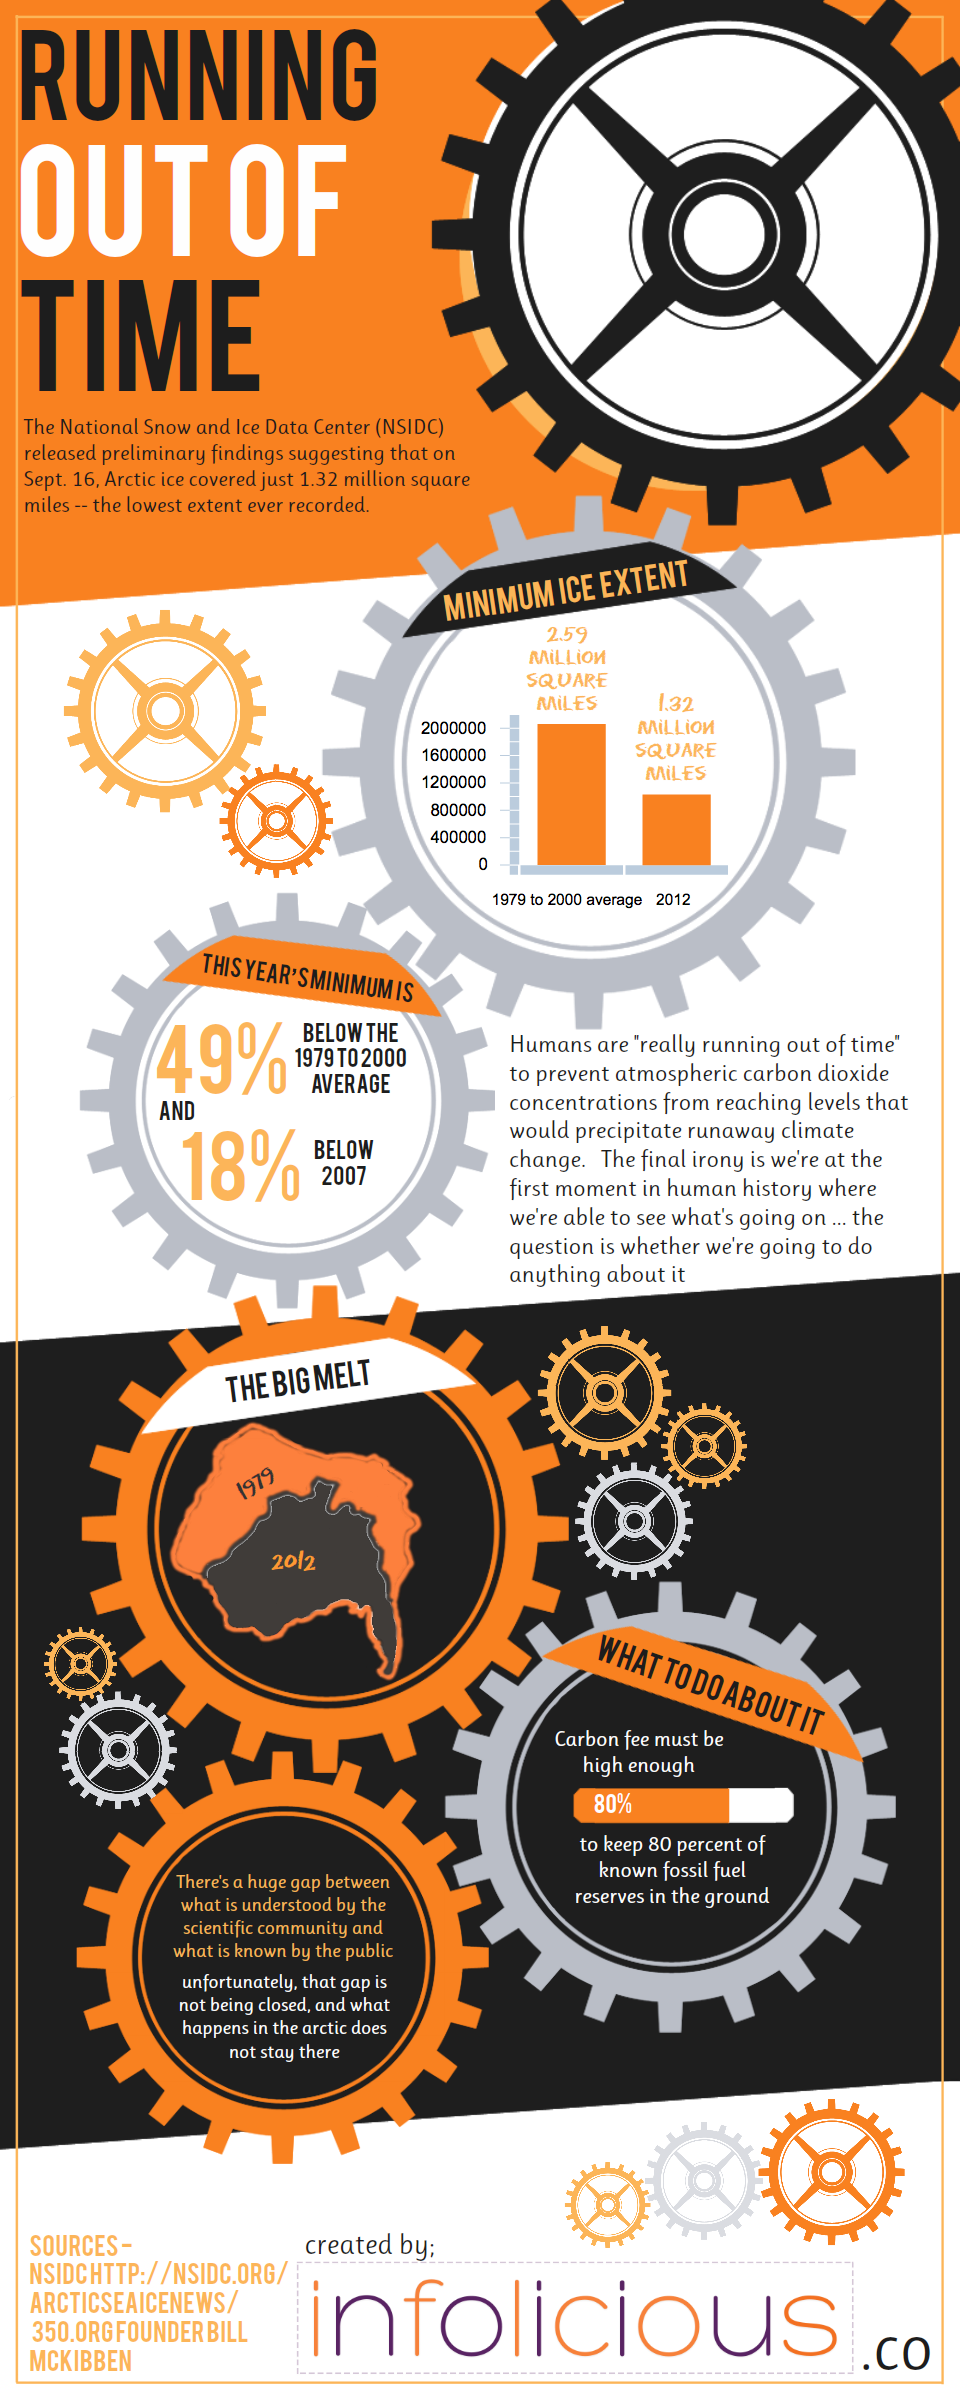 RUNNING
OUT OF
TIME
The National Snow and Ice Data Center (NSIDC)
released preliminary findings suggesting that on
Sept. 16, Arctic ice covered just 1.32 million square
miles -- the lowest extent ever recorded.
MINIMUM ICE EXTENT
2.59
MILLION
SQUARE
MILES
1.32
MILLION
SQUARE
MILES
2000000
1600000
1200000
800000
400000
0
1979 to 2000 average 2012
THIS YEAR'S MINIMUM IS
49% BELOW THE
1979 TO 2000
AVERAGE
AND
18% BELOW
2007
Humans are "really running out of time"
to prevent atmospheric carbon dioxide
concentrations from reaching levels that
would precipitate runaway climate
change. The final irony is we're at the
first moment in human history where
we're able to see what's going on ... the
question is whether we're going to do
anything about it
THE BIG MELT
1979
2012
WHAT TO DO ABOUT IT
Carbon fee must be
high enough
80%
to keep 80 percent of
known fossil fuel
reserves in the ground
There's a huge gap between
what is understood by the
scientific community and
what is known by the public
unfortunately, that gap is
not being closed, and what
happens in the arctic does
not stay there
SOURCES -
NSIDC HTTP://NSIDC.ORG/
ARCTICSEAICENEWS/
350.ORG FOUNDER BILL
MCKIBBEN
created by;
infolicious
.co